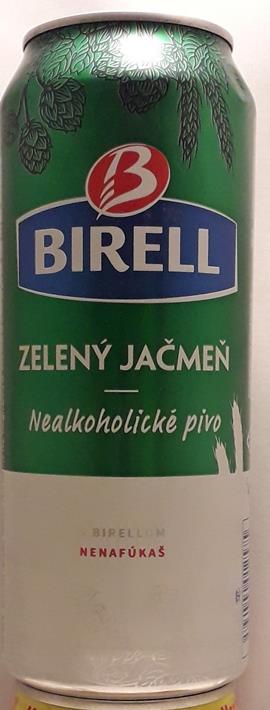 B
BIRELL
ZELENÝ JAČMEŇ
Nealkoholické pivo
S BIRELLOM
NENAFÚKAŠ